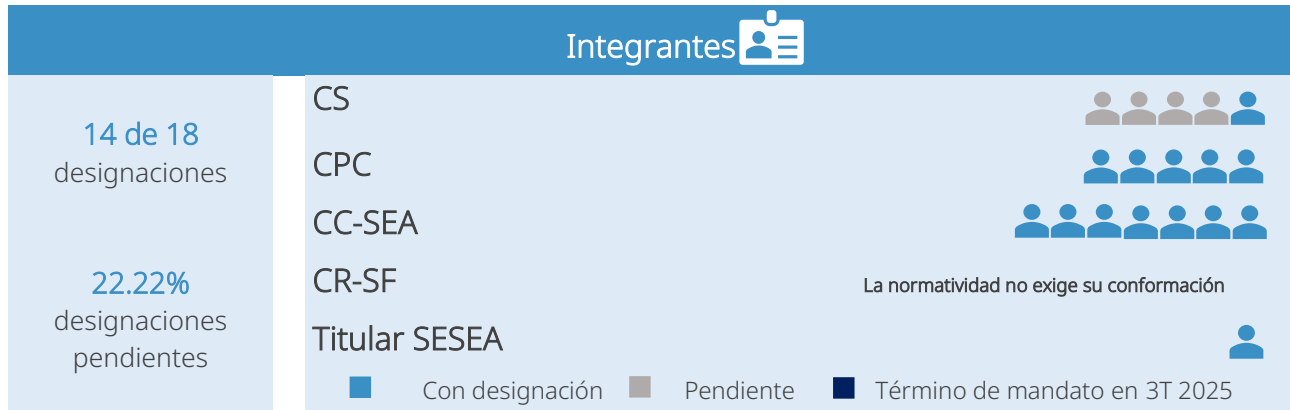 Integrantes
14 de 18
designaciones
22.22%
designaciones
pendientes
CS
CPC
CC-SEA
CR-SF
La normatividad no exige su conformación
Titular SESEA
Con designación
Pendiente
Término de mandato en 3T 2025